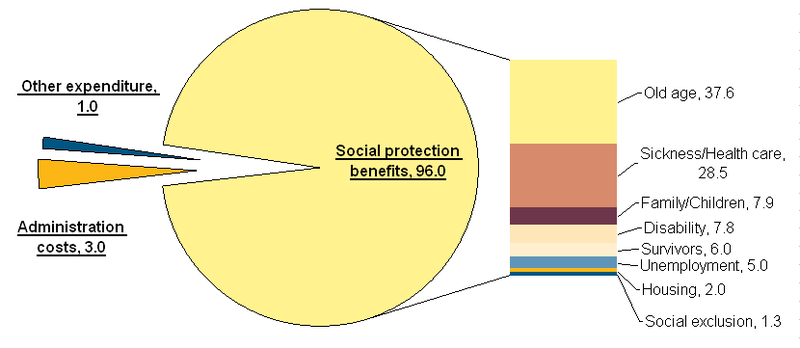 Other expenditure,
1.0
Social protection
benefits, 96.0
Administration
costs, 3.0
Old age, 37.6
Sickness/Health care,
28.5
Family/Children, 7.9
Disability, 7.8
Survivors, 6.0
Unemployment, 5.0
Housing, 2.0
Social exclusion, 1.3